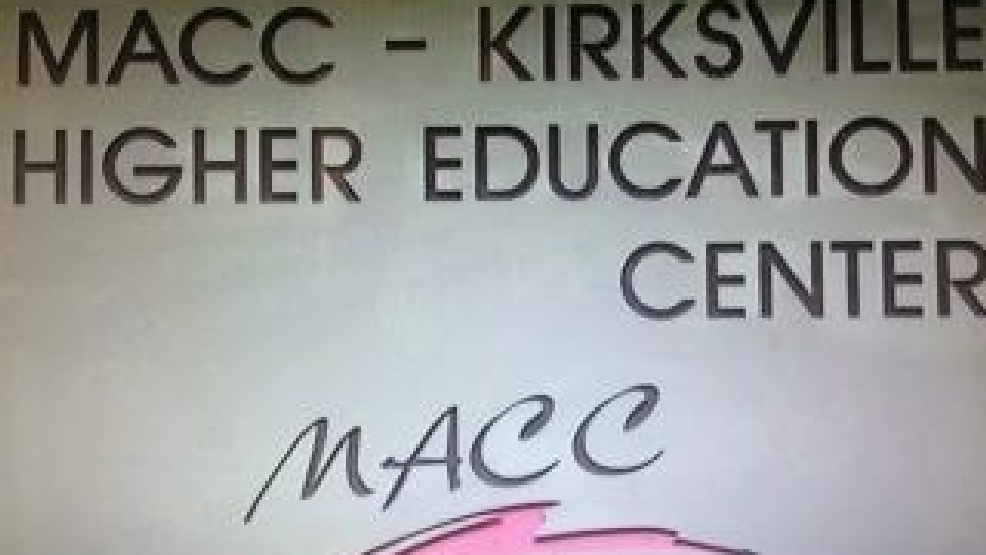 MACC - KIRKSVILLE
HIGHER EDUCATION
CENTER
MACC